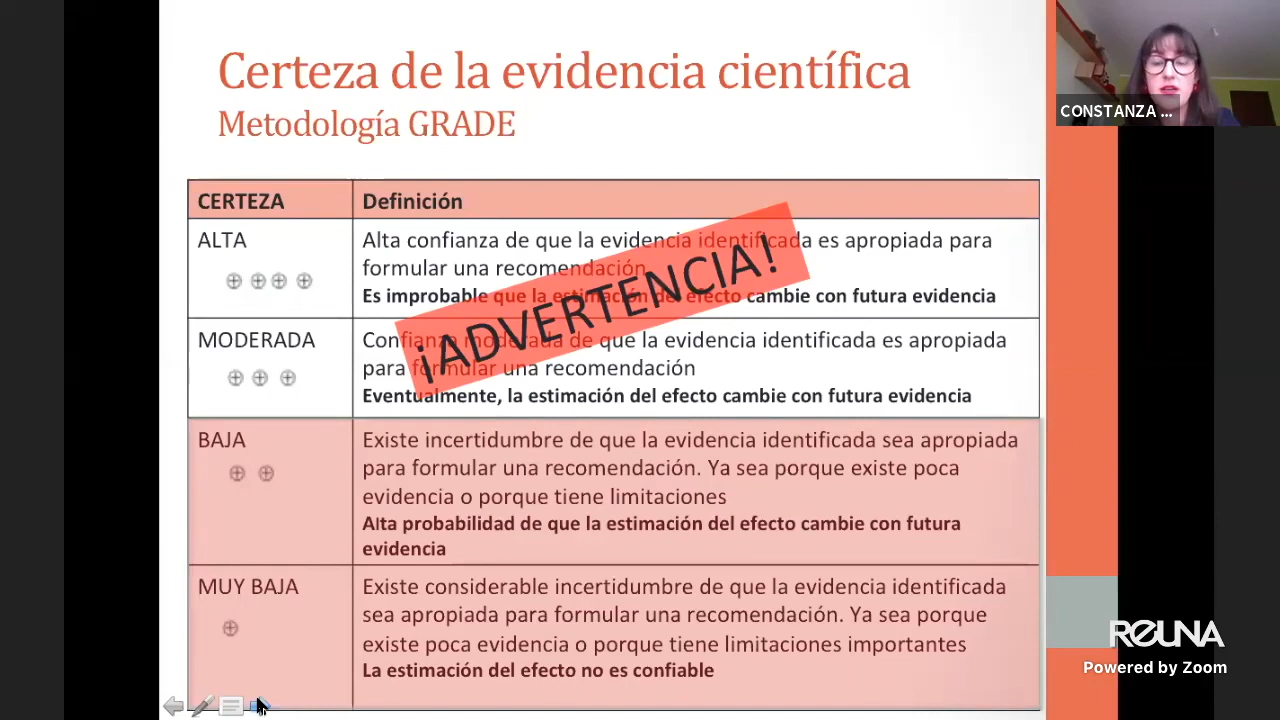 Certeza de la evidencia científica
Metodología GRADE
CONSTANZA ...
CERTEZA
Definición
ALTA
Alta confianza de que la evidencia identificada es apropiada para
formular una recomendación
Es improbable que la estimación del efecto cambie con futura evidencia
¡ADVERTENCIA!
MODERADA
Confianza moderada de que la evidencia identificada es apropiada
para formular una recomendación
Eventualmente, la estimación del efecto cambie con futura evidencia
BAJA
Existe incertidumbre de que la evidencia identificada sea apropiada
para formular una recomendación. Ya sea porque existe poca
evidencia o porque tiene limitaciones
Alta probabilidad de que la estimación del efecto cambie con futura
evidencia
MUY BAJA
Existe considerable incertidumbre de que la evidencia identificada
sea apropiada para formular una recomendación. Ya sea porque
existe poca evidencia o porque tiene limitaciones importantes
La estimación del efecto no es confiable
REUNA
Powered by Zoom